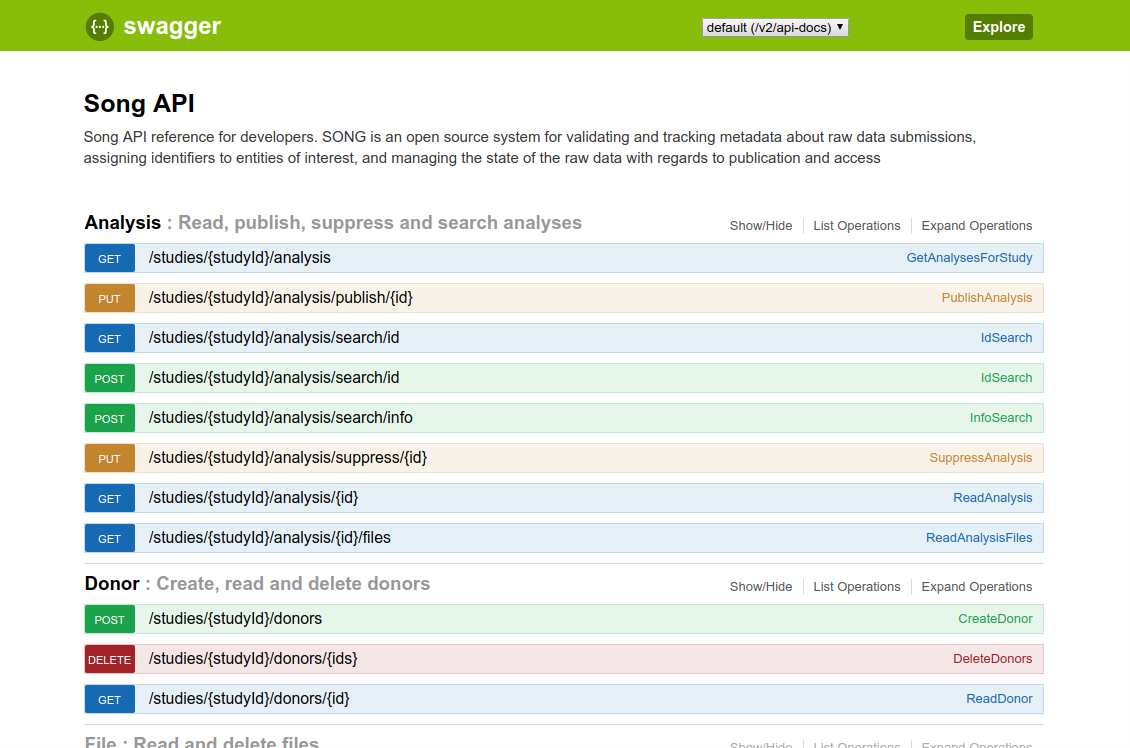 {···} swagger default (/v2/api-docs) Explore
Song API
Song API reference for developers. SONG is an open source system for validating and tracking metadata about raw data submissions,
assigning identifiers to entities of interest, and managing the state of the raw data with regards to publication and access
Analysis : Read, publish, suppress and search analyses Show/Hide List Operations Expand Operations
GET /studies/{studyId}/analysis GetAnalysesForStudy
PUT /studies/{studyId}/analysis/publish/{id} PublishAnalysis
GET /studies/{studyId}/analysis/search/id IdSearch
POST /studies/{studyId}/analysis/search/id IdSearch
POST /studies/{studyId}/analysis/search/info InfoSearch
PUT /studies/{studyId}/analysis/suppress/{id} SuppressAnalysis
GET /studies/{studyId}/analysis/{id} ReadAnalysis
GET /studies/{studyId}/analysis/{id}/files ReadAnalysisFiles
Donor : Create, read and delete donors Show/Hide List Operations Expand Operations
POST /studies/{studyId}/donors CreateDonor
DELETE /studies/{studyId}/donors/{ids} DeleteDonors
GET /studies/{studyId}/donors/{id} ReadDonor
File : Read and delete files Show/Hide List Operations Expand Operations